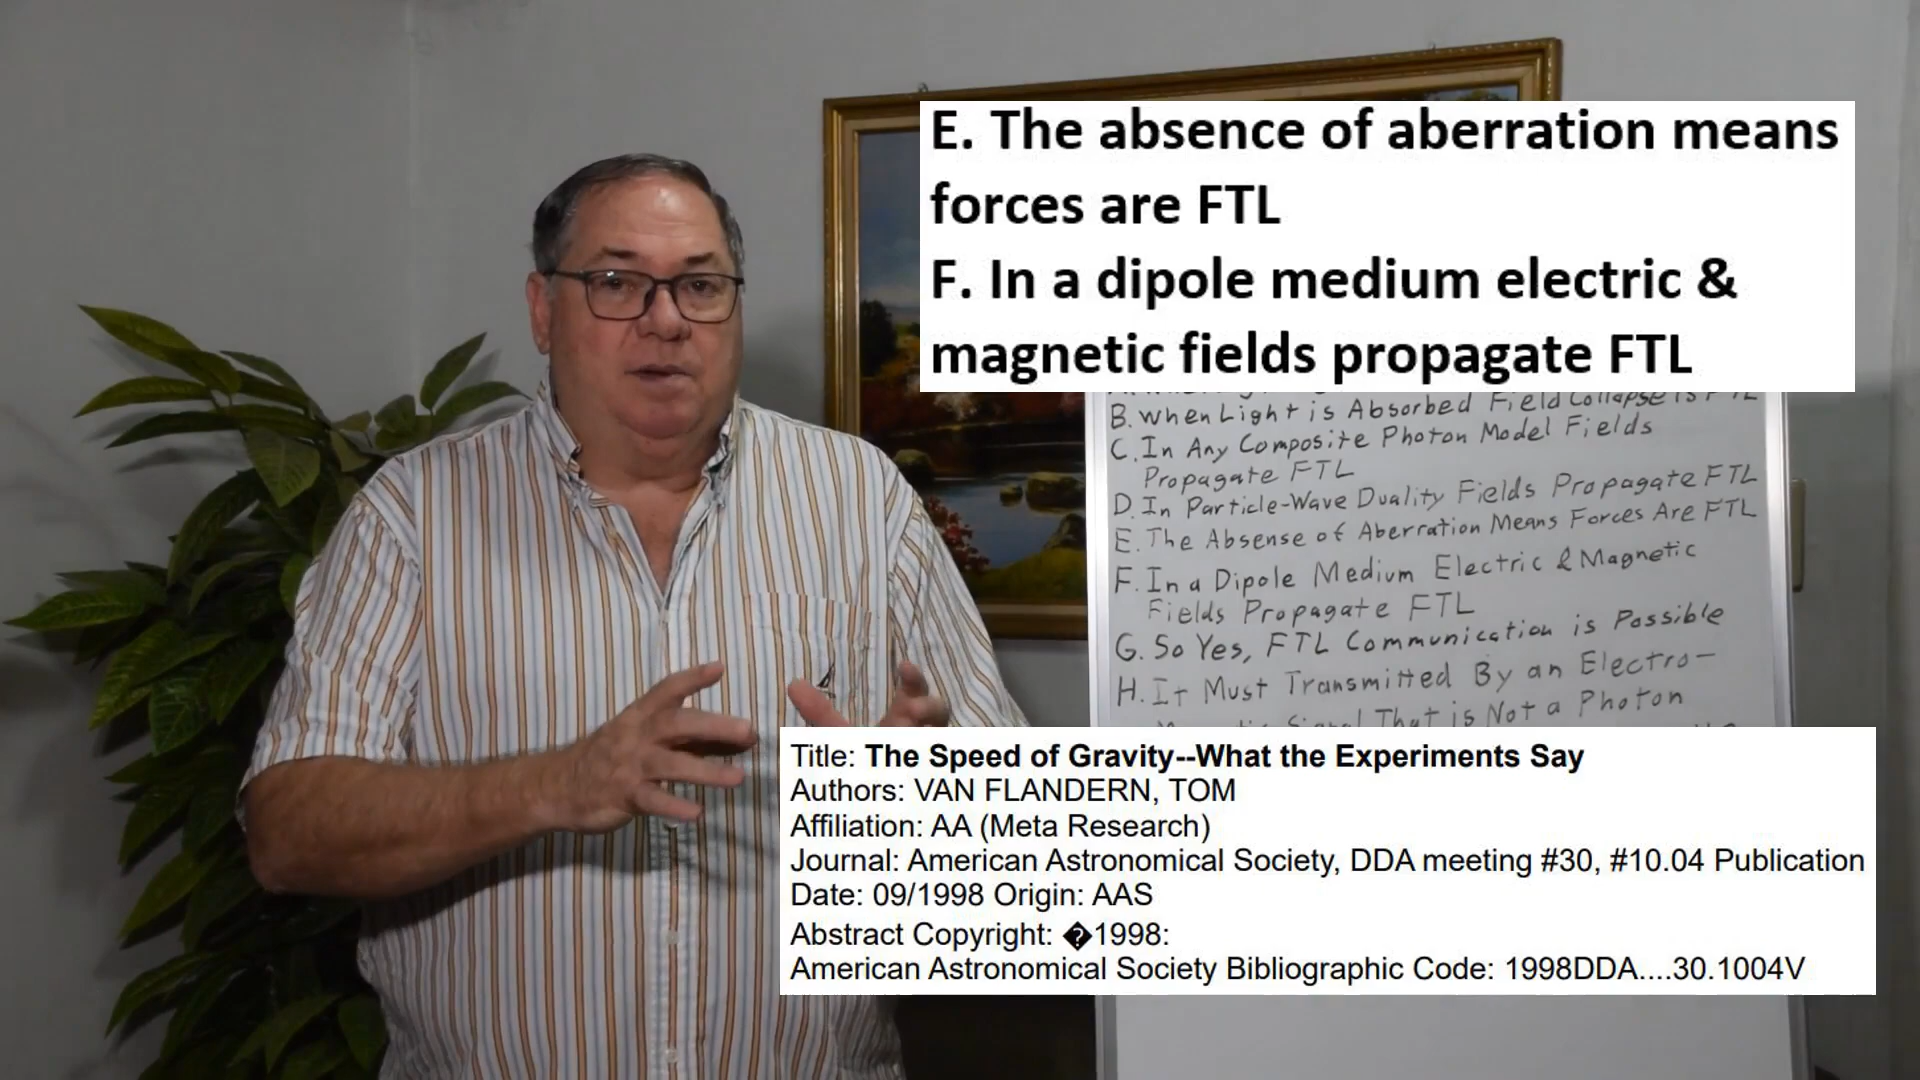 E. The absence of aberration means
forces are FTL
F. In a dipole medium electric &
magnetic fields propagate FTL
B. When Light is Absorbed Field Collapse is FTL
C. In Any Composite Photon Model Fields
Propagate FTL
D. In Particle-Wave Duality Fields Propagate FTL
E. The Absense of Aberration Means Forces Are FTL
F. In a Dipole Medium Electric & Magnetic
Fields Propagate FTL
G. So Yes, FTL Communication is Possible
H. It Must Transmitted By an Electro-
Signal That is Not a Photon
Title: The Speed of Gravity--What the Experiments Say
Authors: VAN FLANDERN, TOM
Affiliation: AA (Meta Research)
Journal: American Astronomical Society, DDA meeting #30, #10.04 Publication
Date: 09/1998 Origin: AAS
Abstract Copyright: �1998:
American Astronomical Society Bibliographic Code: 1998DDA....30.1004V